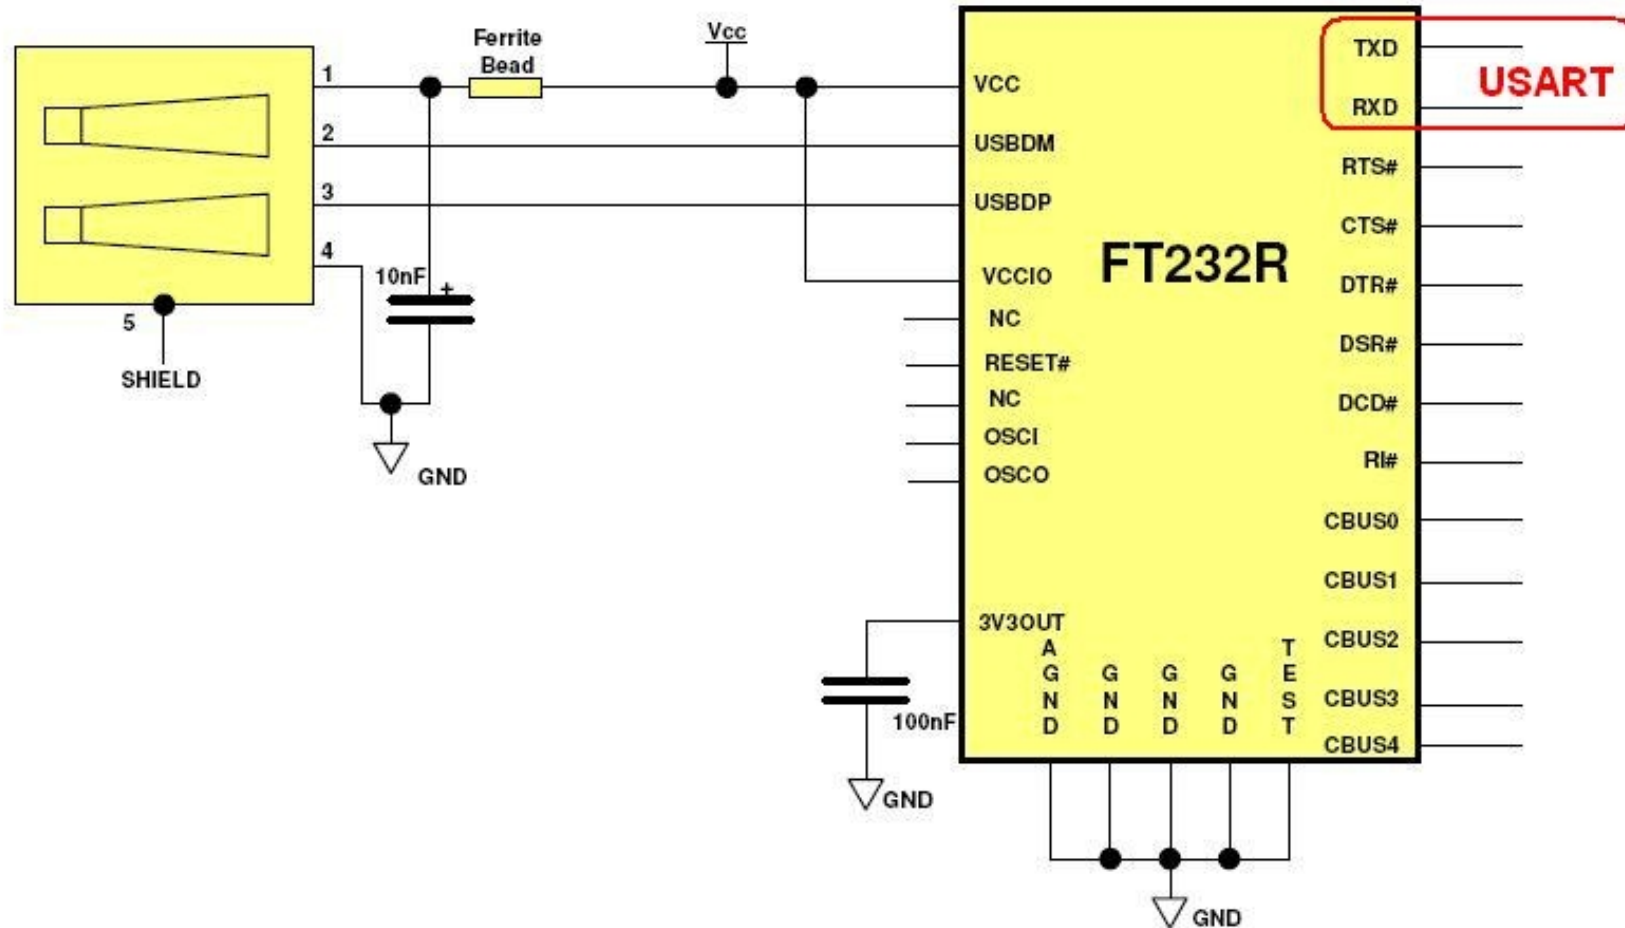 Ferrite
Bead
Vcc
1
2
3
4
5
SHIELD
10nF
+
GND
VCC
USBDM
USBDP
VCCIO
NC
RESET#
NC
OSCI
OSCO
3V3OUT
FT232R
TXD
RXD
USART
RTS#
CTS#
DTR#
DSR#
DCD#
RI#
CBUS0
CBUS1
CBUS2
CBUS3
CBUS4
AGND
GND
GND
GND
TEST
100nF
GND
GND